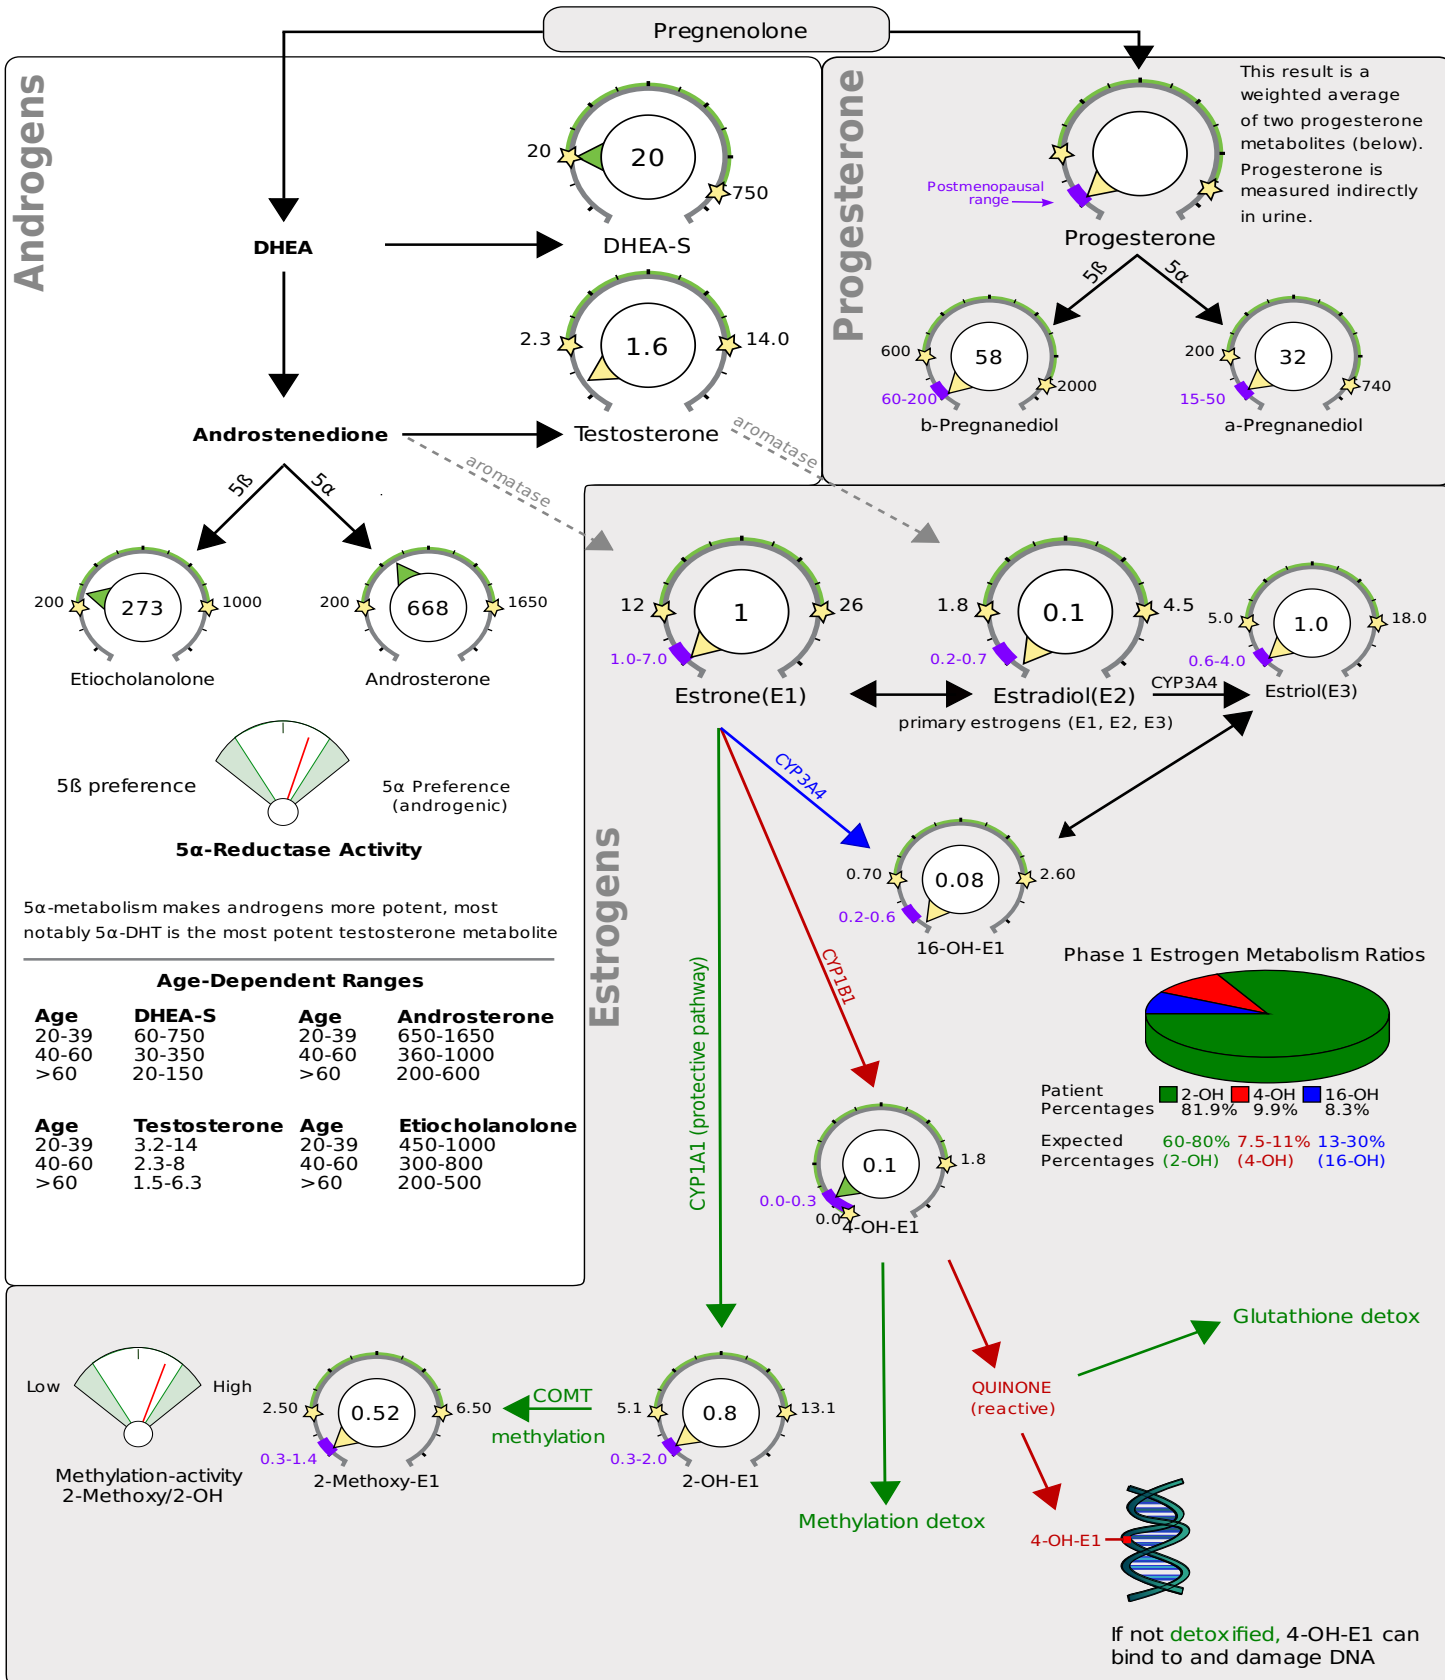 Pregnenolone
Androgens
20
20
750
DHEA-S
DHEA
2.3
1.6
14.0
Testosterone
Androstenedione
aromatase
aromatase
5ß
5α
200
273
1000
Etiocholanolone
200
668
1650
Androsterone
5ß preference
5α Preference
(androgenic)
5α-Reductase Activity
5α-metabolism makes androgens more potent, most
notably 5α-DHT is the most potent testosterone metabolite
Age-Dependent Ranges
Age DHEA-S Age Androsterone
20-39 60-750 20-39 650-1650
40-60 30-350 40-60 360-1000
>60 20-150 >60 200-600
Age Testosterone Age Etiocholanolone
20-39 3.2-14 20-39 450-1000
40-60 2.3-8 40-60 300-800
>60 1.5-6.3 >60 200-500
Progesterone
This result is a
weighted average
of two progesterone
metabolites (below).
Progesterone is
measured indirectly
in urine.
Postmenopausal
range
Progesterone
5ß
5α
600
58
2000
60-200
b-Pregnanediol
200
32
740
15-50
a-Pregnanediol
Estrogens
12
1
26
1.0-7.0
Estrone(E1)
1.8
0.1
4.5
0.2-0.7
Estradiol(E2)
5.0
1.0
18.0
0.6-4.0
Estriol(E3)
CYP3A4
primary estrogens (E1, E2, E3)
CYP3A4
0.70
0.08
2.60
0.2-0.6
16-OH-E1
CYP1B1
CYP1A1 (protective pathway)
Phase 1 Estrogen Metabolism Ratios
Patient
Percentages
2-OH 4-OH 16-OH
81.9% 9.9% 8.3%
Expected
Percentages
60-80% 7.5-11% 13-30%
(2-OH) (4-OH) (16-OH)
0.1
1.8
0.0-0.3
0.0
4-OH-E1
Glutathione detox
QUINONE
(reactive)
Low
High
Methylation-activity
2-Methoxy/2-OH
2.50
0.52
6.50
0.3-1.4
2-Methoxy-E1
COMT
methylation
5.1
0.8
13.1
0.3-2.0
2-OH-E1
Methylation detox
4-OH-E1
If not detoxified, 4-OH-E1 can
bind to and damage DNA